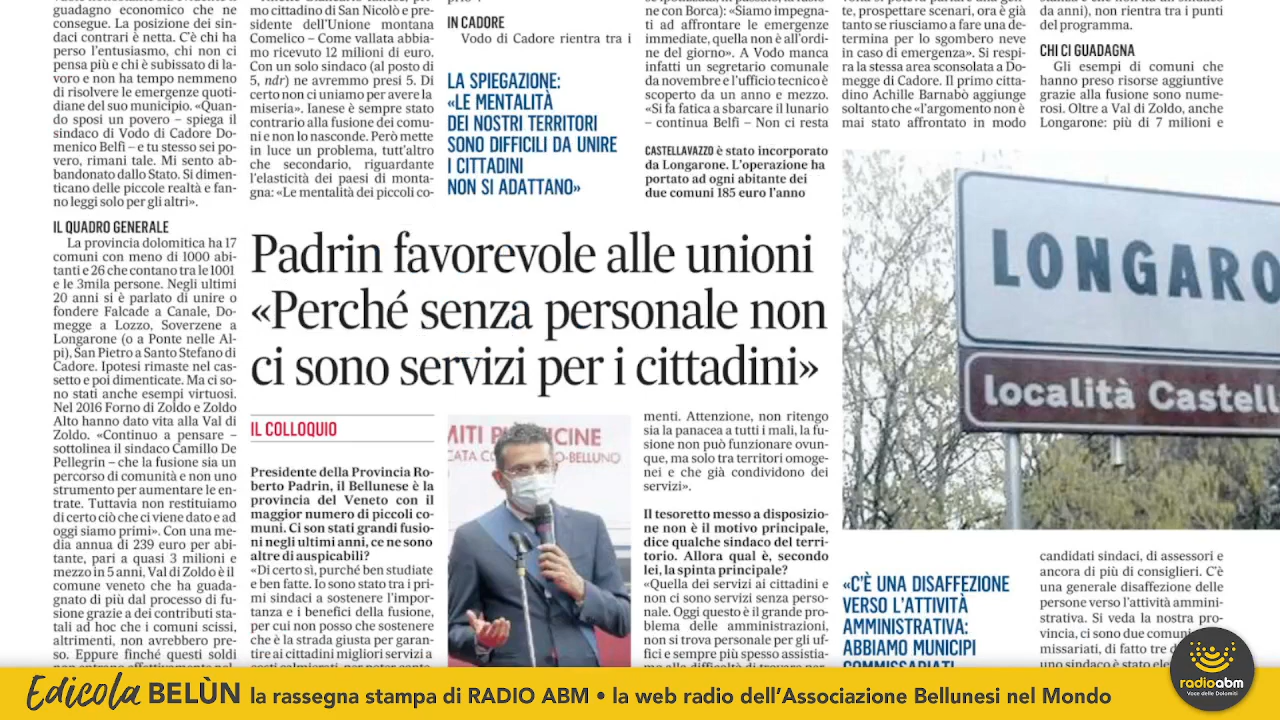 guadagno economico che ne
consegue. La posizione dei sin-
daci contrari è netta. C'è chi ha
perso l'entusiasmo, chi non ci
pensa più e chi è subissato di la-
voro e non ha tempo nemmeno
di risolvere le emergenze quoti-
diane del suo municipio. «Quan-
do sposi un povero – spiega il
sindaco di Vodo di Cadore Do-
menico Belfi – e tu stesso sei po-
vero, rimani tale. Mi sento ab-
bandonato dallo Stato. Si dimen-
ticano delle piccole realtà e fan-
no leggi solo per gli altri».
IL QUADRO GENERALE
La provincia dolomitica ha 17
comuni con meno di 1000 abi-
tanti e 26 che contano tra le 1001
e le 3mila persone. Negli ultimi
20 anni si è parlato di unire o
fondere Falcade a Canale, Do-
megge a Lozzo, Soverzene a
Longarone (o a Ponte nelle Al-
pi), San Pietro a Santo Stefano di
Cadore. Ipotesi rimaste nel cas-
setto e poi dimenticate. Ma ci so-
no stati anche esempi virtuosi.
Nel 2016 Forno di Zoldo e Zoldo
Alto hanno dato vita alla Val di
Zoldo. «Continuo a pensare –
sottolinea il sindaco Camillo De
Pellegrin – che la fusione sia un
percorso di comunità e non uno
strumento per aumentare le en-
trate. Tuttavia non restituiamo
di certo ciò che ci viene dato e ad
oggi siamo primi». Con una me-
dia annua di 239 euro per abi-
tante, pari a quasi 3 milioni e
mezzo in 5 anni, Val di Zoldo è il
comune veneto che ha guada-
gnato di più dal processo di fu-
sione grazie a dei contributi sta-
tali ad hoc che i comuni scissi,
altrimenti, non avrebbero pre-
so. Eppure finché questi soldi
mo cittadino di San Nicolò e pre-
sidente dell'Unione montana
Comelico – Come vallata abbia-
mo ricevuto 12 milioni di euro.
Con un solo sindaco (al posto di
5, ndr) ne avremmo presi 5. Di
certo non ci uniamo per avere la
miseria». Ianese è sempre stato
contrario alla fusione dei comu-
ni e non lo nasconde. Però mette
in luce un problema, tutt'altro
che secondario, riguardante
l'elasticità dei paesi di monta-
gna: «Le mentalità dei piccoli co-
IN CADORE
Vodo di Cadore rientra tra i
LA SPIEGAZIONE:
«LE MENTALITÀ
DEI NOSTRI TERRITORI
SONO DIFFICILI DA UNIRE
I CITTADINI
NON SI ADATTANO»
ne con Borca): «Siamo impegna-
ti ad affrontare le emergenze
immediate, quella non è all'ordi-
ne del giorno». A Vodo manca
infatti un segretario comunale
da novembre e l'ufficio tecnico è
scoperto da un anno e mezzo.
«Si fa fatica a sbarcare il lunario
– continua Belfi – Non ci resta
CASTELLAVAZZO è stato incorporato
da Longarone. L'operazione ha
portato ad ogni abitante dei
due comuni 185 euro l'anno
te, prospettare scenari, ora è già
tanto se riusciamo a fare una de-
termina per lo sgombero neve
in caso di emergenza». Si respi-
ra la stessa area sconsolata a Do-
megge di Cadore. Il primo citta-
dino Achille Barnabò aggiunge
soltanto che «l'argomento non è
mai stato affrontato in modo
da anni), non rientra tra i punti
del programma.
CHI CI GUADAGNA
Gli esempi di comuni che
hanno preso risorse aggiuntive
grazie alla fusione sono nume-
rosi. Oltre a Val di Zoldo, anche
Longarone: più di 7 milioni e
Padrin favorevole alle unioni
«Perché senza personale non
ci sono servizi per i cittadini»
IL COLLOQUIO
Presidente della Provincia Ro-
berto Padrin, il Bellunese è la
provincia del Veneto con il
maggior numero di piccoli co-
muni. Ci son stati grandi fusio-
ni negli ultimi anni, ce ne sono
altre di auspicabili?
«Di certo sì, purché ben studiate
e ben fatte. Io sono stato tra i pri-
mi sindaci a sostenere l'impor-
tanza e i benefici della fusione,
per cui non posso che sostenere
che è la strada giusta per garan-
tire ai cittadini migliori servizi a
menti. Attenzione, non ritengo
sia la panacea a tutti i mali, la fu-
sione non può funzionare ovun-
que, ma solo tra territori omoge-
nei e che già condividono dei
servizi».
Il tesoretto messo a disposizio-
ne non è il motivo principale,
dice qualche sindaco del terri-
torio. Allora qual è, secondo
lei, la spinta principale?
«Quella dei servizi ai cittadini e
non ci sono servizi senza perso-
nale. Oggi questo è il grande pro-
blema delle amministrazioni,
non si trova personale per gli uf-
fici e sempre più spesso assistia-
LONGARO
località Castell
«C'È UNA DISAFFEZIONE
VERSO L'ATTIVITÀ
AMMINISTRATIVA:
ABBIAMO MUNICIPI
COMMISSARIATI
candidati sindaci, di assessori e
ancora di più di consiglieri. C'è
una generale disaffezione delle
persone verso l'attività ammini-
strativa. Si veda la nostra pro-
vincia, ci sono due comuni
missariati, di fatto tre d
uno sindaco è stato ele
Edicola BELÙN la rassegna stampa di RADIO ABM • la web radio dell'Associazione Bellunesi nel Mondo
radioabm
Voce delle Dolomiti